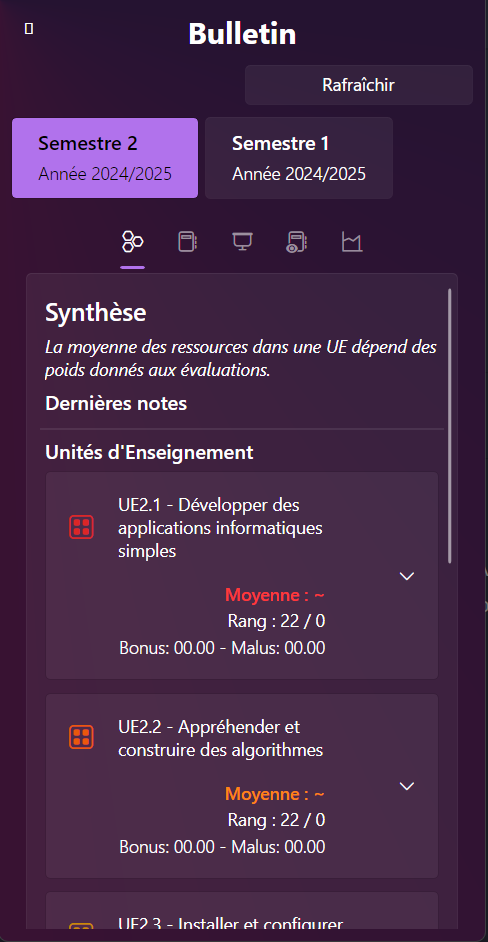 Bulletin
Rafraîchir
Semestre 2
Année 2024/2025
Semestre 1
Année 2024/2025
Synthèse
La moyenne des ressources dans une UE dépend des
poids donnés aux évaluations.
Dernières notes
Unités d'Enseignement
UE2.1 - Développer des
applications informatiques
simples
Moyenne : ~
Rang : 22 / 0
Bonus: 00.00 - Malus: 00.00
UE2.2 - Appréhender et
construire des algorithmes
Moyenne : ~
Rang : 22 / 0
Bonus: 00.00 - Malus: 00.00
UE2.3 - Installer et configurer